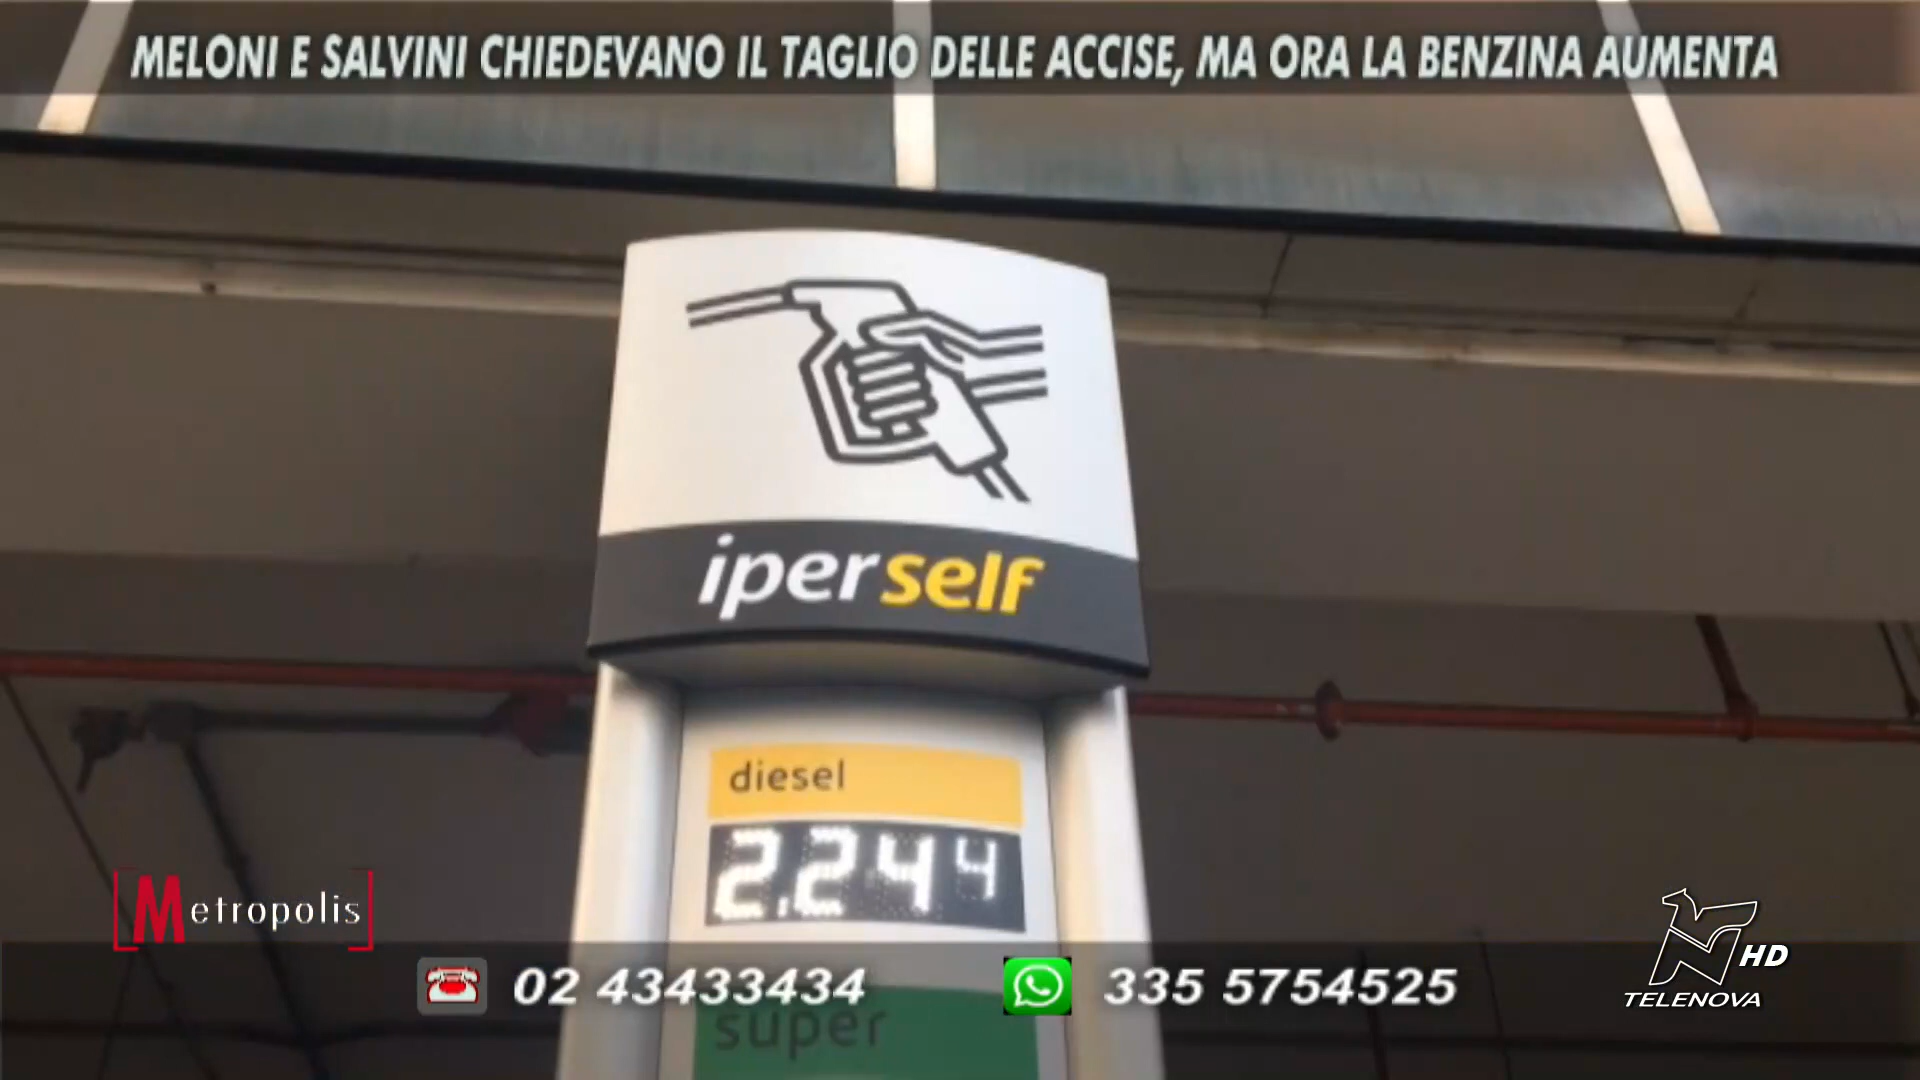 MELONI E SALVINI CHIEDEVANO IL TAGLIO DELLE ACCISE, MA ORA LA BENZINA AUMENTA
iperself
diesel
2.244
Metropolis
02 43433434
335 5754525
HD
TELENOVA
super